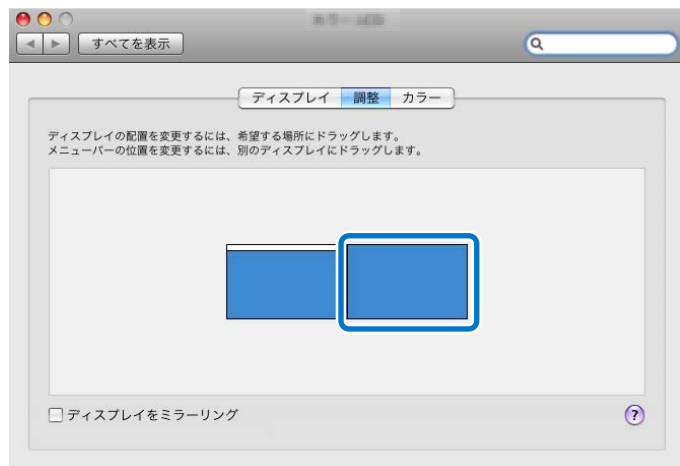 すべてを表示
ディスプレイ 調整 カラー
ディスプレイの配置を変更するには、希望する場所にドラッグします。
メニューバーの位置を変更するには、別のディスプレイにドラッグします。
ディスプレイをミラーリング
?